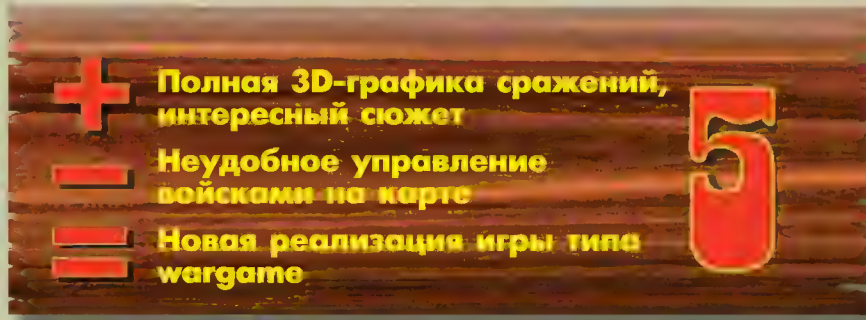 + Полная 3D-графика сражений,
интересный сюжет
− Неудобное управление
войсками на карте
= Новая реализация игры типа
wargame
5